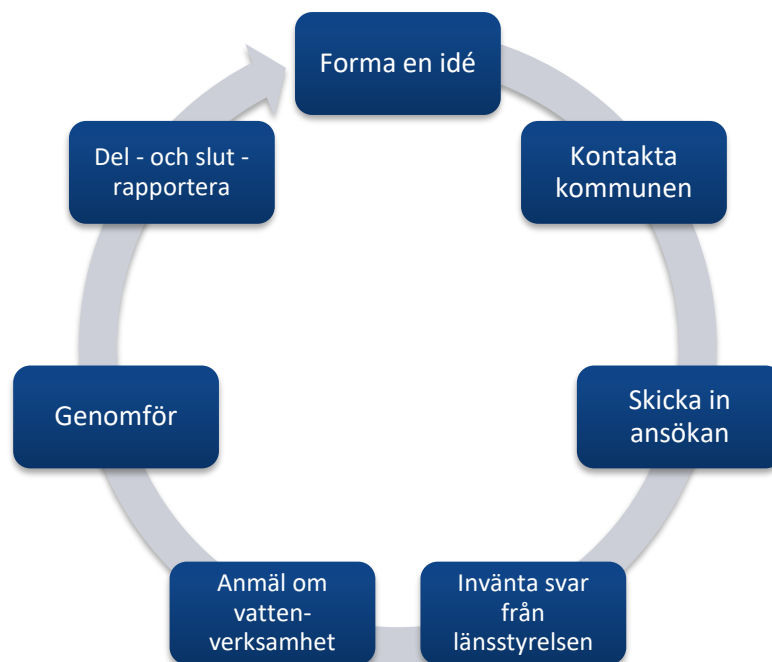 Forma en idé
Kontakta
kommunen
Skicka in
ansökan
Invänta svar
från
länsstyrelsen
Anmäl om
vatten-
verksamhet
Genomför
Del - och slut -
rapportera